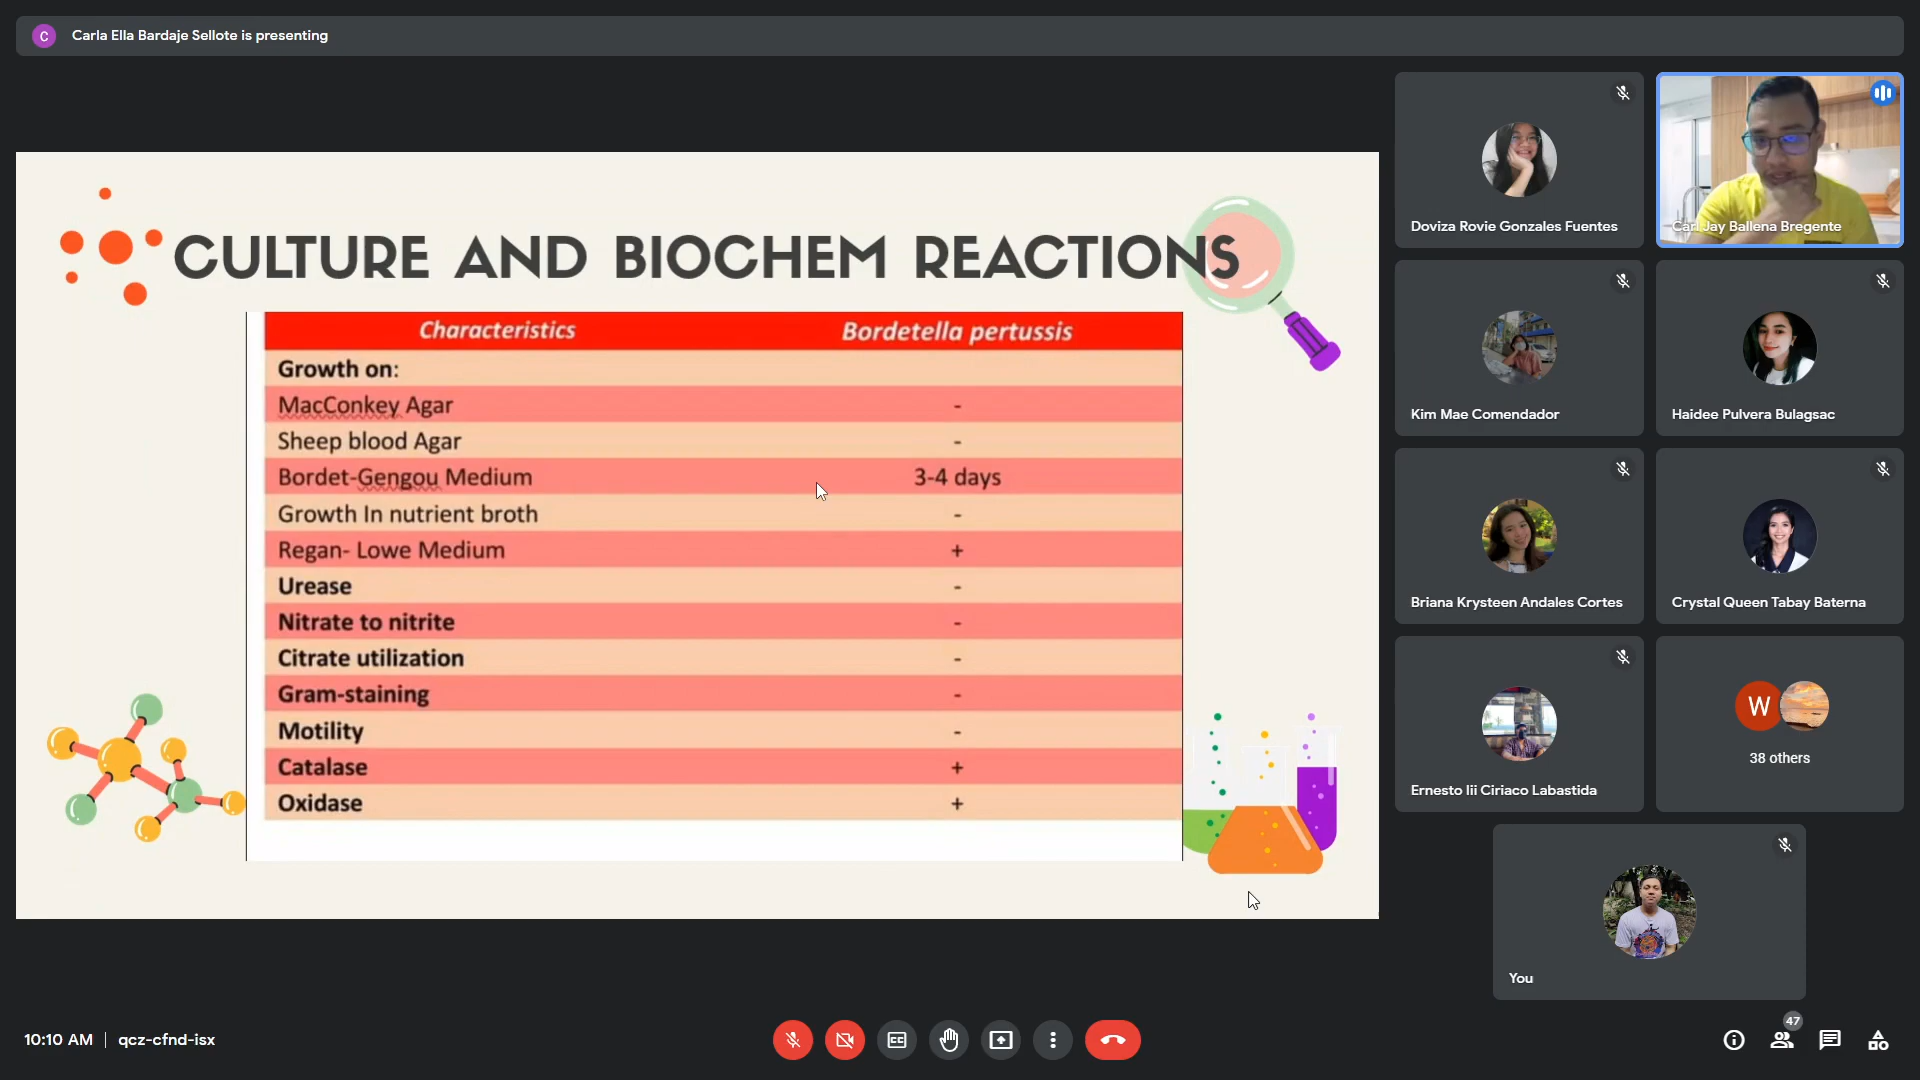 C
Carla Ella Bardaje Sellote is presenting
CULTURE AND BIOCHEM REACTIONS
Characteristics Bordetella pertussis
Growth on:
MacConkey Agar -
Sheep blood Agar -
Bordet-Gengou Medium 3-4 days
Growth In nutrient broth -
Regan- Lowe Medium +
Urease -
Nitrate to nitrite -
Citrate utilization -
Gram-staining -
Motility -
Catalase +
Oxidase +
Doviza Rovie Gonzales Fuentes
Carl Jay Ballena Bregente
Kim Mae Comendador
Haidee Pulvera Bulagsac
Briana Krysteen Andales Cortes
Crystal Queen Tabay Baterna
Ernesto Iii Ciriaco Labastida
W
38 others
You
10:10 AM | qcz-cfnd-isx
CC
47